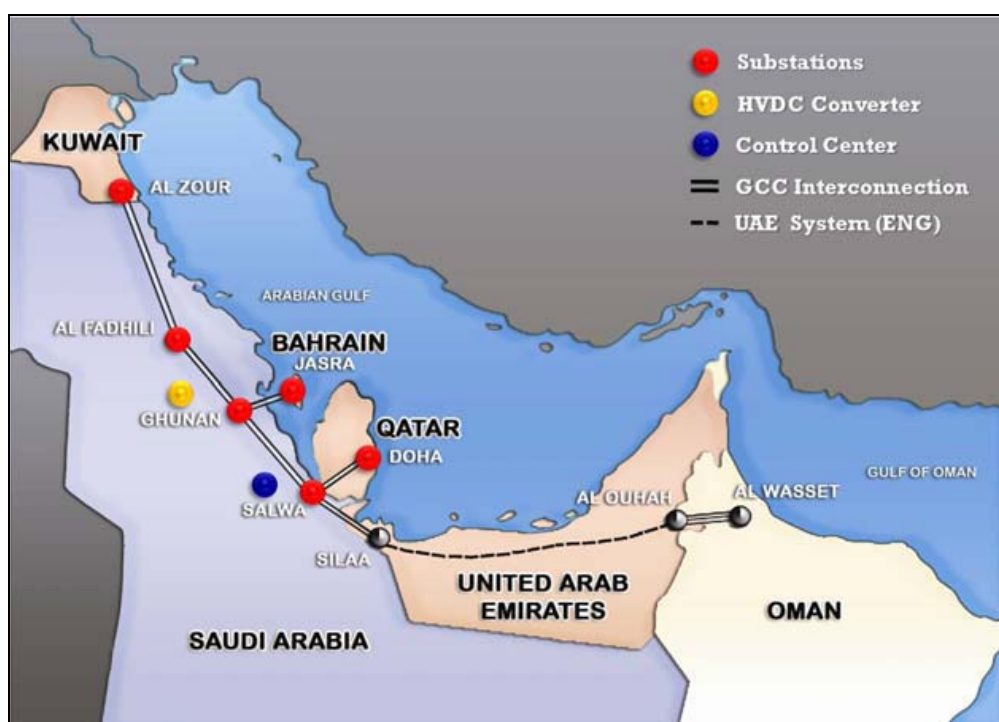 Substations
HVDC Converter
Control Center
GCC Interconnection
UAE System (ENG)
KUWAIT
AL ZOUR
ARABIAN GULF
AL FADHILI
BAHRAIN
JASRA
GHUNAN
QATAR
DOHA
GULF OF OMAN
AL OUHAH
AL WASSET
SALWA
SILAA
UNITED ARAB
EMIRATES
OMAN
SAUDI ARABIA